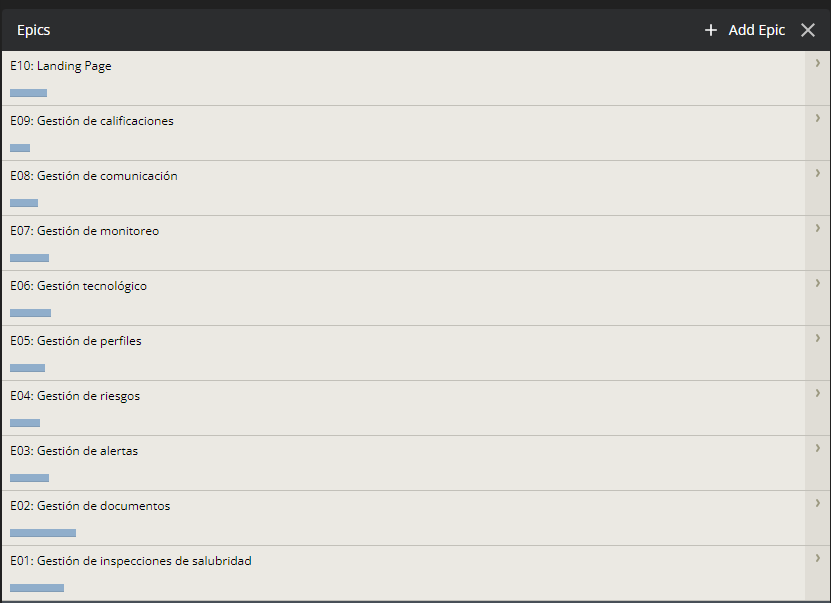 Epics
+ Add Epic ×
E10: Landing Page
E09: Gestión de calificaciones
E08: Gestión de comunicación
E07: Gestión de monitoreo
E06: Gestión tecnológico
E05: Gestión de perfiles
E04: Gestión de riesgos
E03: Gestión de alertas
E02: Gestión de documentos
E01: Gestión de inspecciones de salubridad